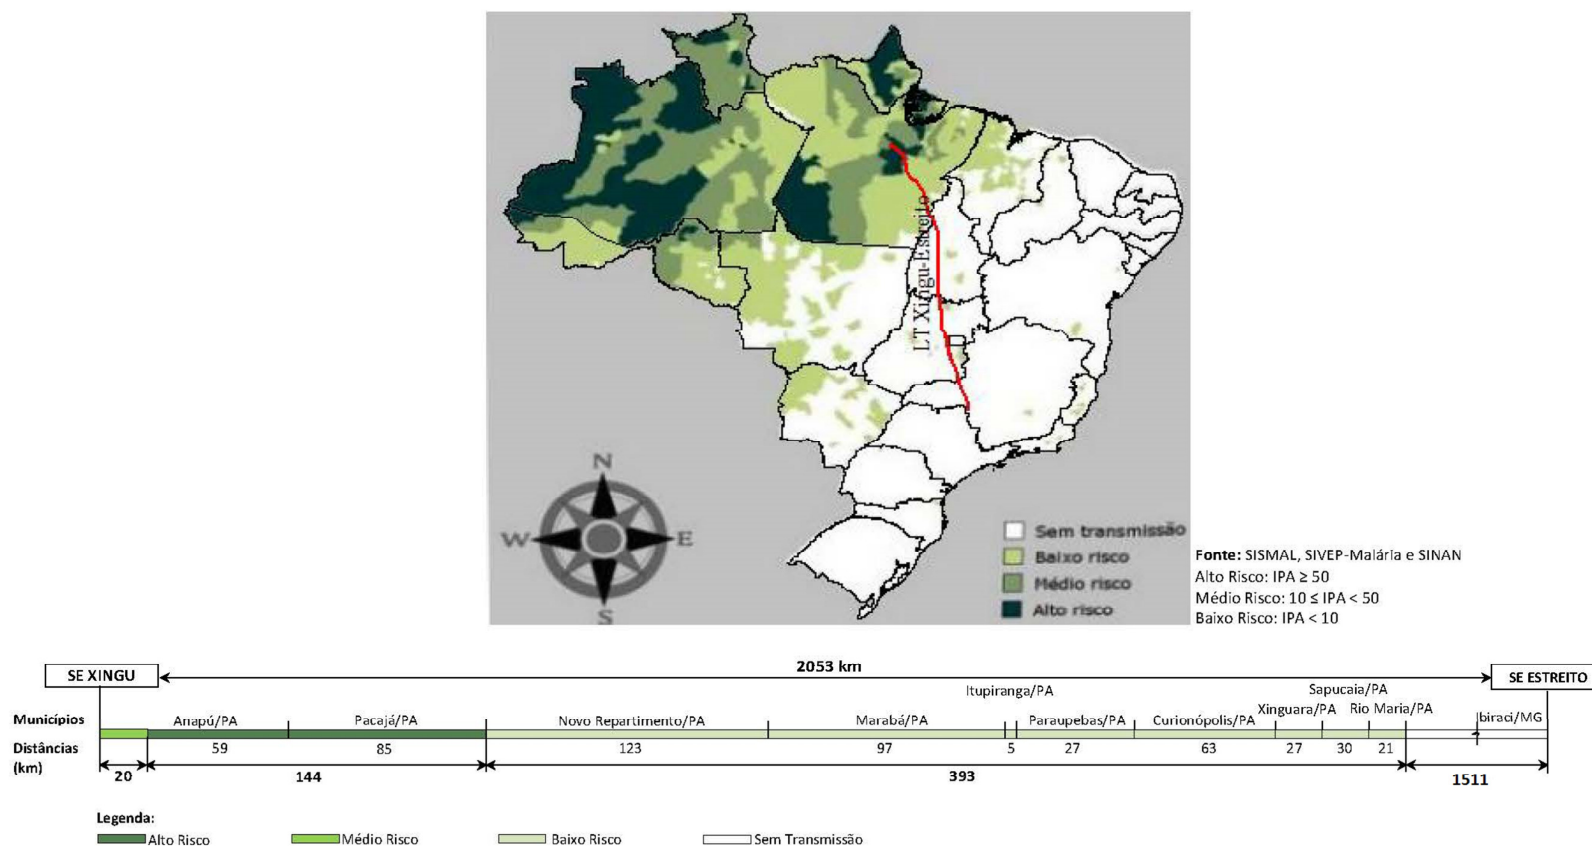 LT Xingu-Estreito
N
W
E
S
Sem transmissão
Baixo risco
Médio risco
Alto risco
Fonte: SISMAL, SIVEP-Malária e SINAN
Alto Risco: IPA ≥ 50
Médio Risco: 10 ≤ IPA < 50
Baixo Risco: IPA < 10
SE XINGU
2053 km
SE ESTREITO
Itupiranga/PA
Sapucaia/PA
Xinguara/PA
Rio Maria/PA
Municípios
Anapú/PA
Pacajá/PA
Novo Repartimento/PA
Marabá/PA
Paraupebas/PA
Curionópolis/PA
biraci/MG
Distâncias
(km)
59
85
123
97
5
27
63
27
30
21
20
144
393
1511
Legenda:
Alto Risco
Médio Risco
Baixo Risco
Sem Transmissão